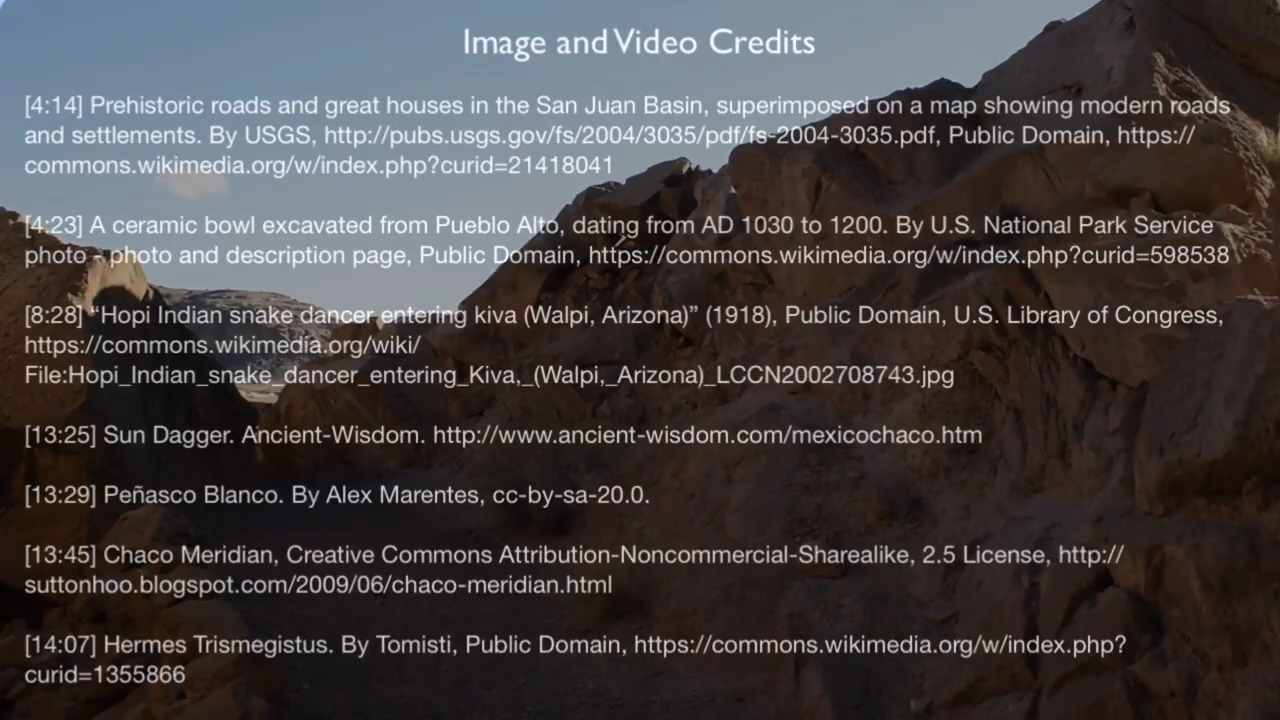 Image and Video Credits
[4:14] Prehistoric roads and great houses in the San Juan Basin, superimposed on a map showing modern roads
and settlements. By USGS, http://pubs.usgs.gov/fs/2004/3035/pdf/fs-2004-3035.pdf, Public Domain, https://
commons.wikimedia.org/w/index.php?curid=21418041
[4:23] A ceramic bowl excavated from Pueblo Alto, dating from AD 1030 to 1200. By U.S. National Park Service
photo - photo and description page, Public Domain, https://commons.wikimedia.org/w/index.php?curid=598538
[8:28] “Hopi Indian snake dancer entering kiva (Walpi, Arizona)” (1918), Public Domain, U.S. Library of Congress,
https://commons.wikimedia.org/wiki/
File:Hopi_Indian_snake_dancer_entering_Kiva,_(Walpi,_Arizona)_LCCN2002708743.jpg
[13:25] Sun Dagger. Ancient-Wisdom. http://www.ancient-wisdom.com/mexicochaco.htm
[13:29] Peñasco Blanco. By Alex Marentes, cc-by-sa-20.0.
[13:45] Chaco Meridian, Creative Commons Attribution-Noncommercial-Sharealike, 2.5 License, http://
suttonhoo.blogspot.com/2009/06/chaco-meridian.html
[14:07] Hermes Trismegistus. By Tomisti, Public Domain, https://commons.wikimedia.org/w/index.php?
curid=1355866